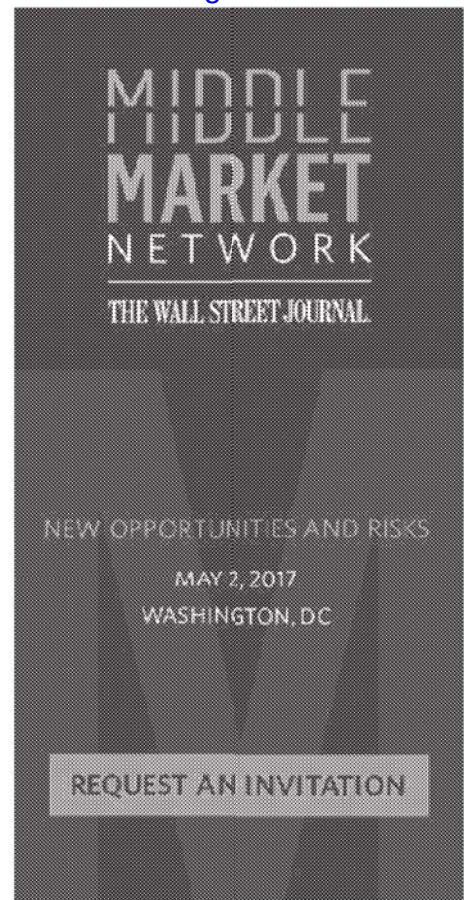 MIDDLE
MARKET
NETWORK
THE WALL STREET JOURNAL.
NEW OPPORTUNITIES AND RISKS
MAY 2, 2017
WASHINGTON, DC
REQUEST AN INVITATION